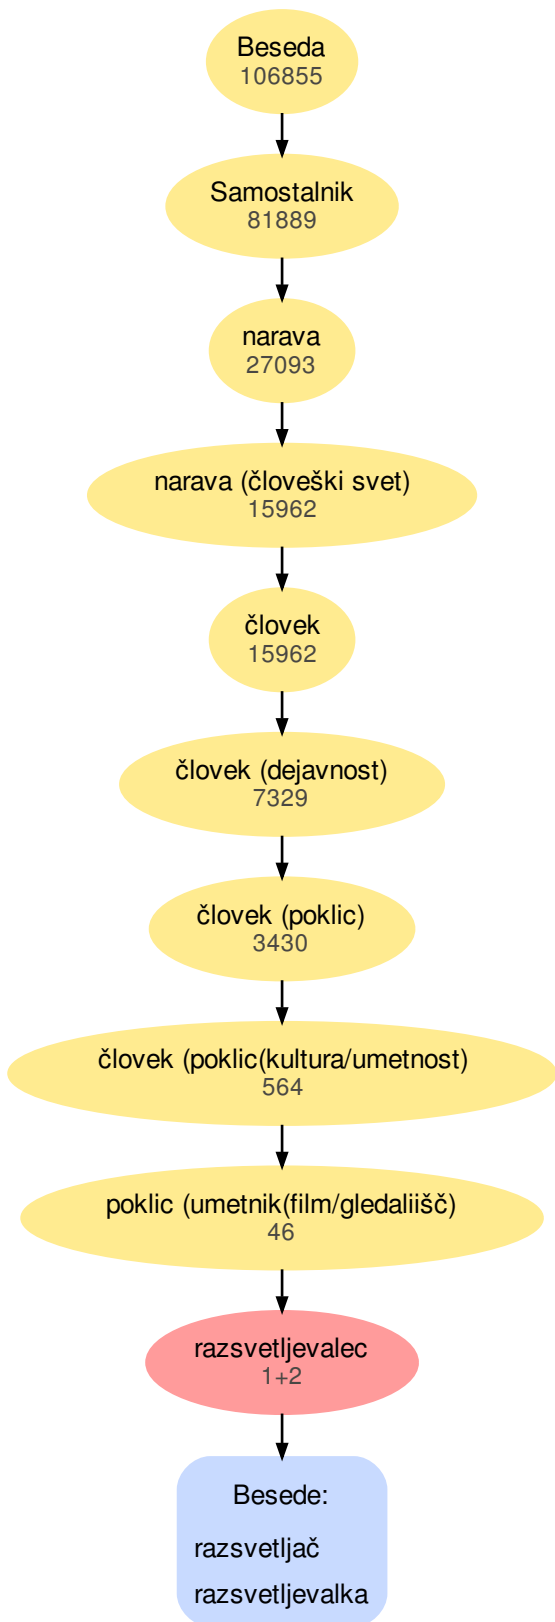 Beseda
106855
Samostalnik
81889
narava
27093
narava (človeški svet)
15962
človek
15962
človek (dejavnost)
7329
človek (poklic)
3430
človek (poklic(kultura/umetnost)
564
poklic (umetnik(film/gledaliišč)
46
razsvetljevalec
1+2
Besede:
razsvetljač
razsvetljevalka